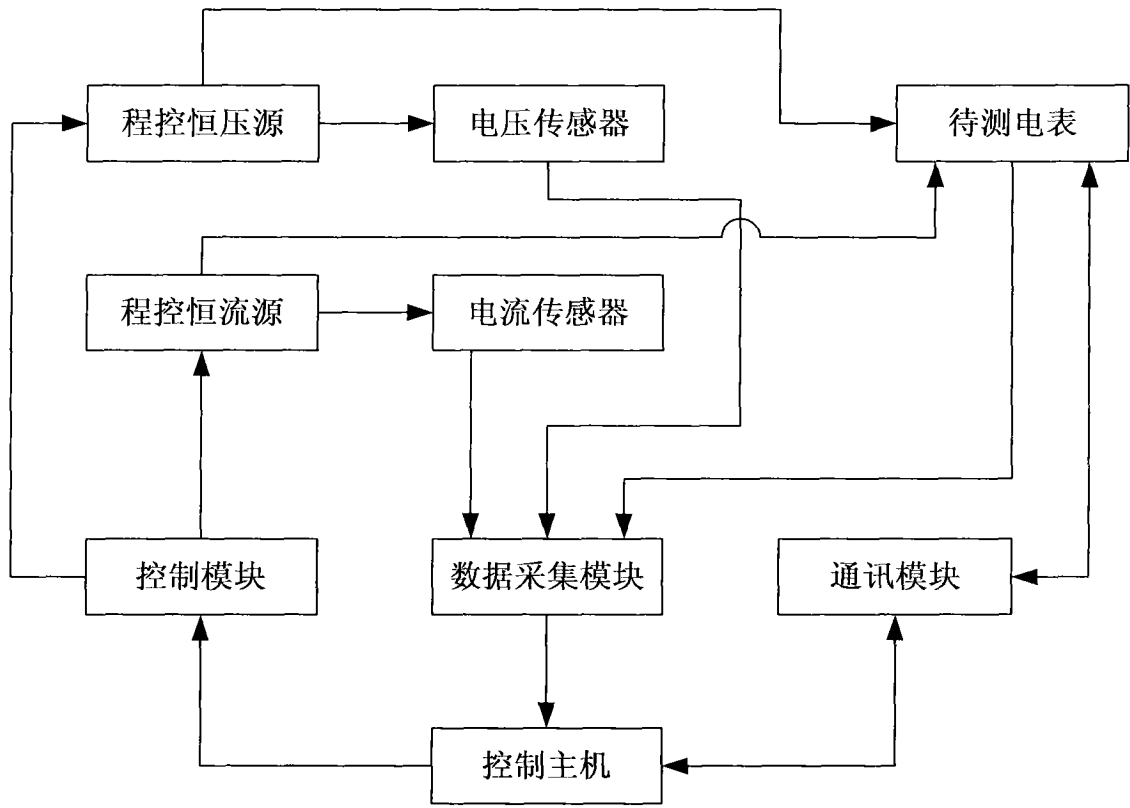 程控恒压源
电压传感器
待测电表
程控恒流源
电流传感器
控制模块
数据采集模块
通讯模块
控制主机